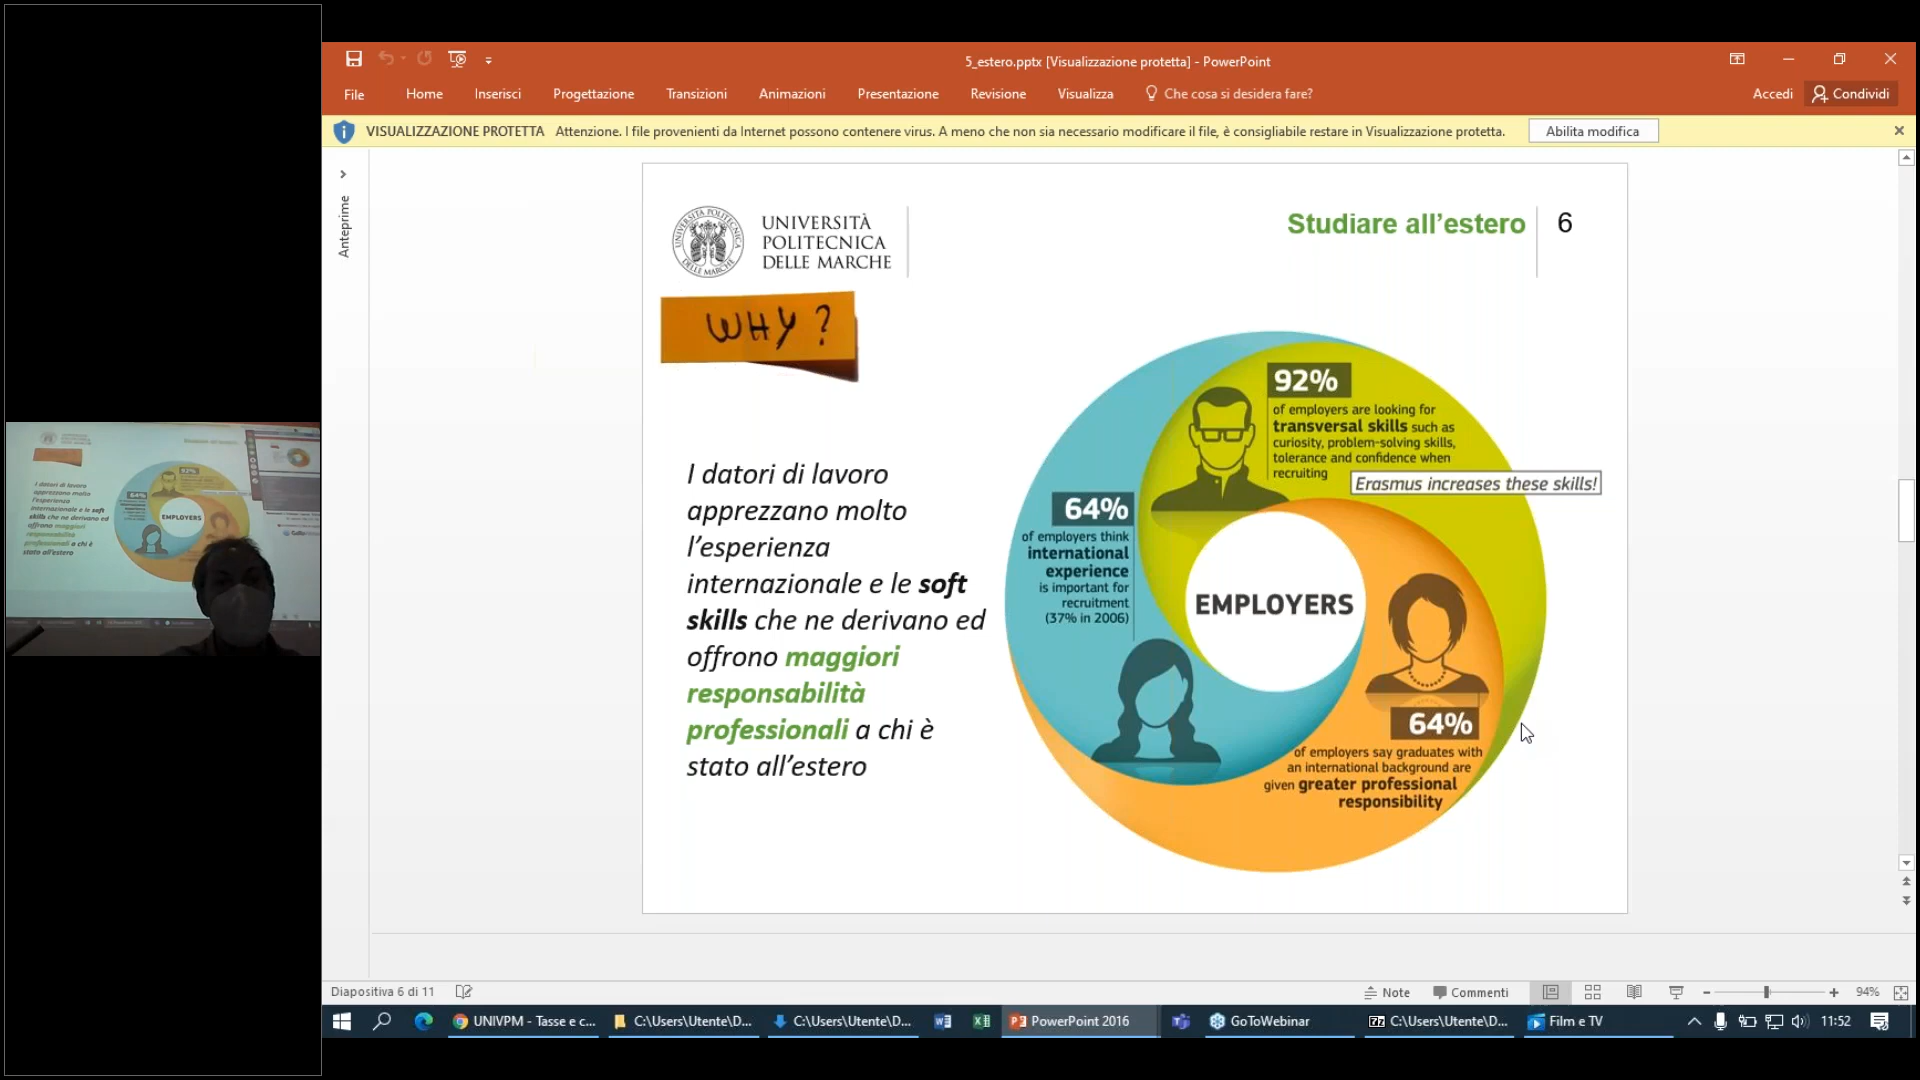 5_estero.pptx [Visualizzazione protetta] - PowerPoint
File Home Inserisci Progettazione Transizioni Animazioni Presentazione Revisione Visualizza Che cosa si desidera fare? Accedi Condividi
VISUALIZZAZIONE PROTETTA Attenzione. I file provenienti da Internet possono contenere virus. A meno che non sia necessario modificare il file, è consigliabile restare in Visualizzazione protetta. Abilita modifica
Anteprime
UNIVERSITÀ
POLITECNICA
DELLE MARCHE
Studiare all'estero 6
WHY?
I datori di lavoro
apprezzano molto
l'esperienza
internazionale e le soft
skills che ne derivano ed
offrono maggiori
responsabilità
professionali a chi è
stato all'estero
92%
of employers are looking for
transversal skills such as
curiosity, problem-solving skills,
tolerance and confidence when
recruiting
Erasmus increases these skills!
64%
of employers think
international
experience
is important for
recruitment
(37% in 2006)
EMPLOYERS
64%
of employers say graduates with
an international background are
given greater professional
responsibility
Diapositiva 6 di 11 Note Commenti 94%
UNIVPM - Tasse e c... C:\Users\Utente\D... C:\Users\Utente\D... PowerPoint 2016 GoToWebinar C:\Users\Utente\D... Film e TV 11:52